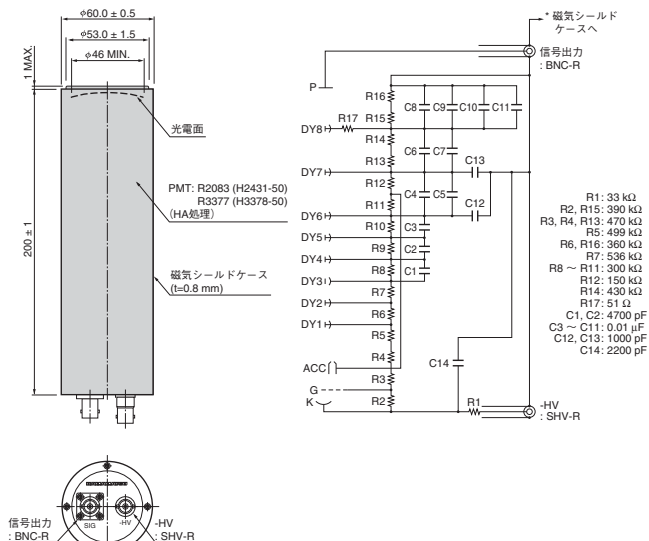 φ60.0 ± 0.5
φ53.0 ± 1.5
φ46 MIN.
1 MAX.
200 ± 1
光電面
PMT: R2083 (H2431-50)
R3377 (H3378-50)
(HA処理)
磁気シールドケース
(t=0.8 mm)
信号出力
: BNC-R
SIG
-HV
-HV
: SHV-R
* 磁気シールド
ケースへ
信号出力
: BNC-R
P
R16
C8 C9 C10 C11
R17 R15
DY8
R14
C6 C7
R13
DY7
C13
R12
C4 C5
R11
C12
DY6
R10 C3
DY5
R9 C2
DY4
R8 C1
DY3
R7
DY2
R6
DY1
R5
R4
C14
ACC
R3
G
K
R2
R1
-HV
: SHV-R
R1: 33 kΩ
R2, R15: 390 kΩ
R3, R4, R13: 470 kΩ
R5: 499 kΩ
R6, R16: 360 kΩ
R7: 536 kΩ
R8 ～ R11: 300 kΩ
R12: 150 kΩ
R14: 430 kΩ
R17: 51 Ω
C1, C2: 4700 pF
C3 ～ C11: 0.01 μF
C12, C13: 1000 pF
C14: 2200 pF